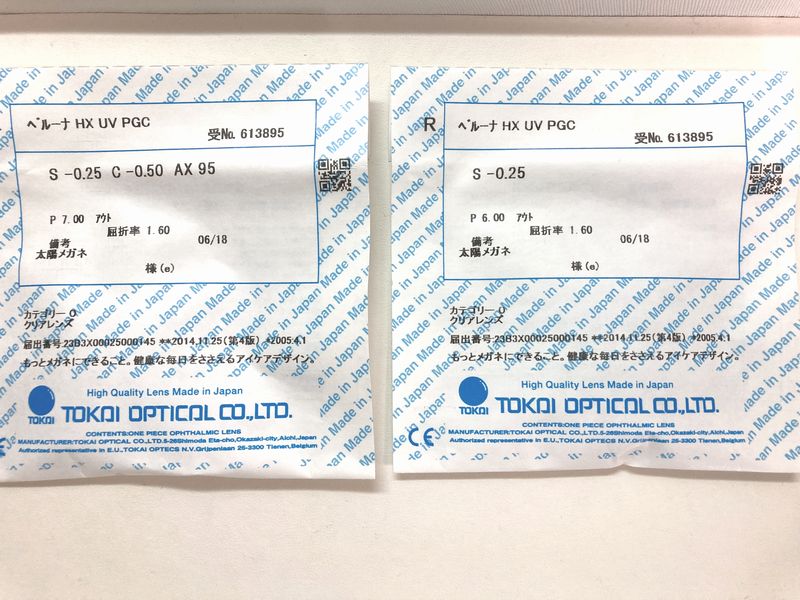 ベルーナ HX UV PGC
受No. 613895
S -0.25 C -0.50 AX 95
P 7.00 アウト
屈折率 1.60
備考 06/18
太陽メガネ
様(e)
カテゴリー 0
クリアレンズ
届出番号:23B3X00025000145 **2014.11.25(第4版) *2005.4.1
もっとメガネにできること。健康な毎日をささえるアイケアデザイン。
High Quality Lens Made in Japan
TOKAI
TOKAI OPTICAL CO.,LTD.
CONTENTS:ONE PIECE OPHTHALMIC LENS
MANUFACTURER:TOKAI OPTICAL CO.,LTD.5-26Shimoda Eta-cho,Okazaki-city,Aichi,Japan
Authorized representative in E.U.,TOKAI OPTECS N.V.Grijpenlaan 25-3300 Tienen,Belgium
R
ベルーナ HX UV PGC
受No. 613895
S -0.25
P 6.00 アウト
屈折率 1.60
備考 06/18
太陽メガネ
様(e)
カテゴリー 0
クリアレンズ
届出番号:23B3X00025000145 **2014.11.25(第4版) *2005.4.1
もっとメガネにできること。健康な毎日をささえるアイケアデザイン。
High Quality Lens Made in Japan
TOKAI
TOKAI OPTICAL CO.,LTD.
CE
CONTENTS:ONE PIECE OPHTHALMIC LENS
MANUFACTURER:TOKAI OPTICAL CO.,LTD.5-26Shimoda Eta-cho,Okazaki-city,Aichi,Japan
Authorized representative in E.U.,TOKAI OPTECS N.V.Grijpenlaan 25-3300 Tienen,Belgium
Made in Japan